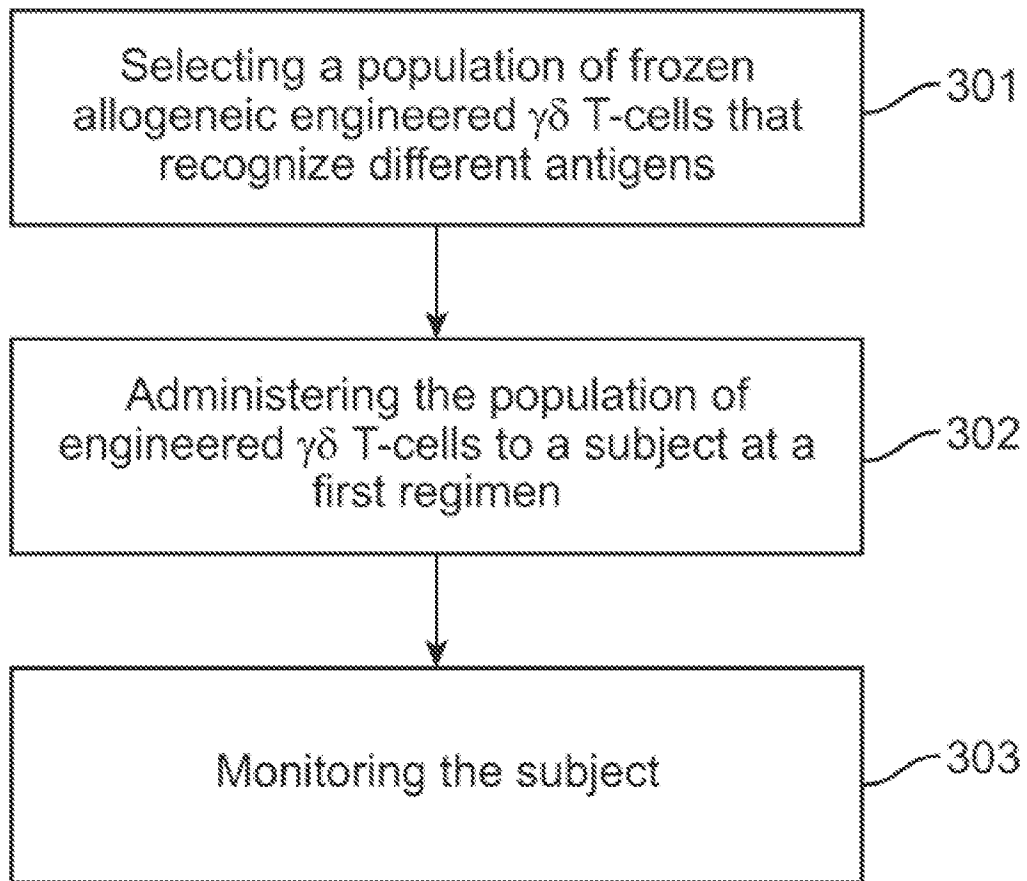 Selecting a population of frozen
allogeneic engineered γδ T-cells that
recognize different antigens
301
Administering the population of
engineered γδ T-cells to a subject at a
first regimen
302
Monitoring the subject
303